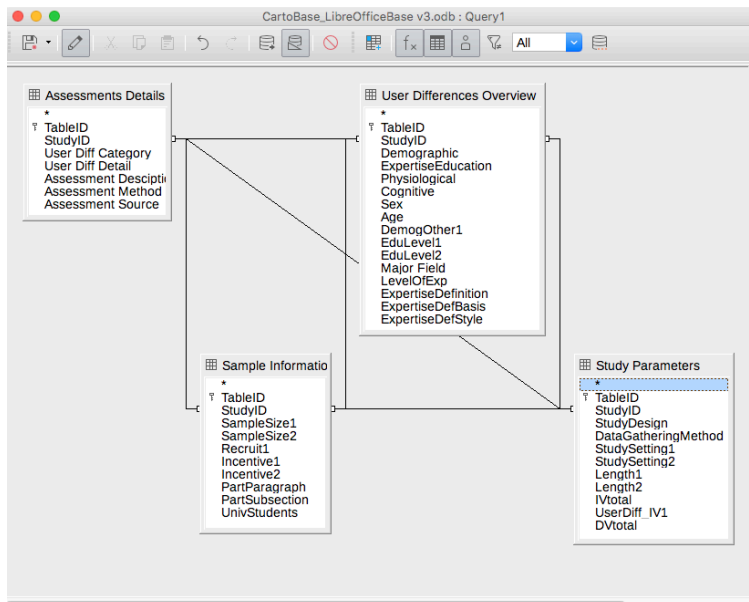 CartoBase_LibreOfficeBase v3.odb : Query1
All
Assessments Details
*
TableID
StudyID
User Diff Category
User Diff Detail
Assessment Descipti
Assessment Method
Assessment Source
User Differences Overview
*
TableID
StudyID
Demographic
ExpertiseEducation
Physiological
Cognitive
Sex
Age
DemogOther1
EduLevel1
EduLevel2
Major Field
LevelOfExp
ExpertiseDefinition
ExpertiseDefBasis
ExpertiseDefStyle
Sample Informatio
*
TableID
StudyID
SampleSize1
SampleSize2
Recruit1
Incentive1
Incentive2
PartParagraph
PartSubsection
UnivStudents
Study Parameters
*
TableID
StudyID
StudyDesign
DataGatheringMethod
StudySetting1
StudySetting2
Length1
Length2
IVtotal
UserDiff_IV1
DVtotal